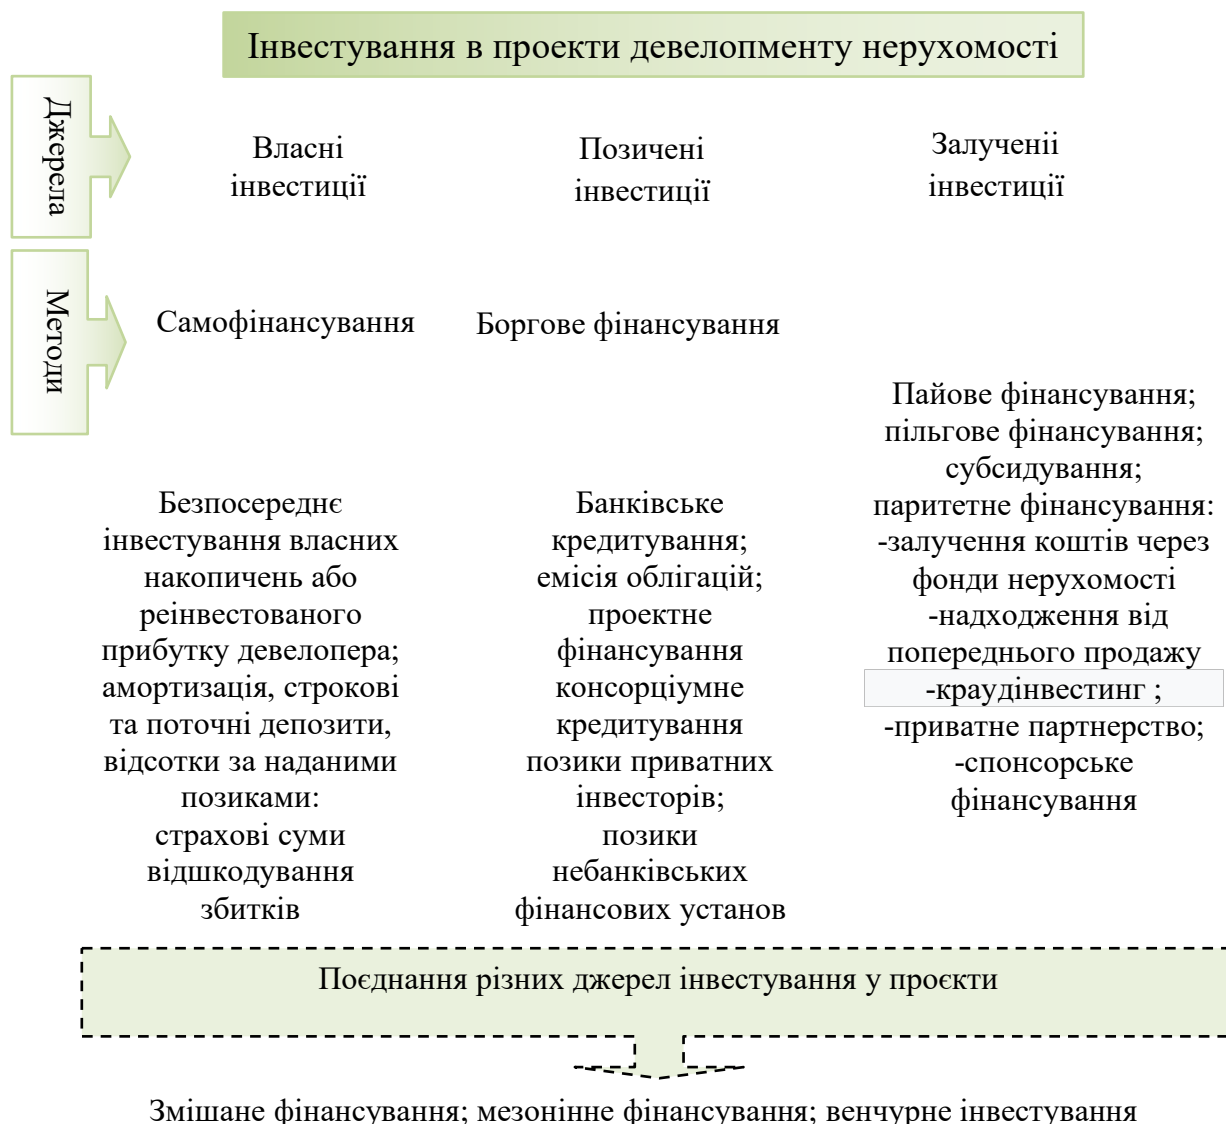 Інвестування в проекти девелопменту нерухомості
Джерела
Власні
інвестиції
Позичені
інвестиції
Залученіі
інвестиції
Методи
Самофінансування
Боргове фінансування
Безпосереднє
інвестування власних
накопичень або
реінвестованого
прибутку девелопера;
амортизація, строкові
та поточні депозити,
відсотки за наданими
позиками:
страхові суми
відшкодування
збитків
Банківське
кредитування;
емісія облігацій;
проектне
фінансування
консорціумне
кредитування
позики приватних
інвесторів;
позики
небанківських
фінансових установ
Пайове фінансування;
пільгове фінансування;
субсидування;
паритетне фінансування:
-залучення коштів через
фонди нерухомості
-надходження від
попереднього продажу
-краудінвестинг ;
-приватне партнерство;
-спонсорське
фінансування
Поєднання різних джерел інвестування у проєкти
Змішане фінансування; мезонінне фінансування; венчурне інвестування